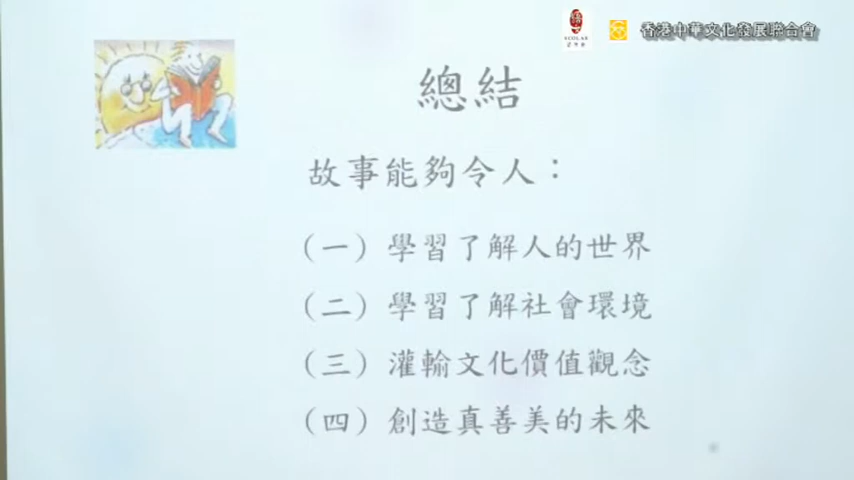 香港中華文化發展聯合會
SCHOLAR
總結
故事能夠令人：
（一）學習了解人的世界
（二）學習了解社會環境
（三）灌輸文化價值觀念
（四）創造真善美的未來